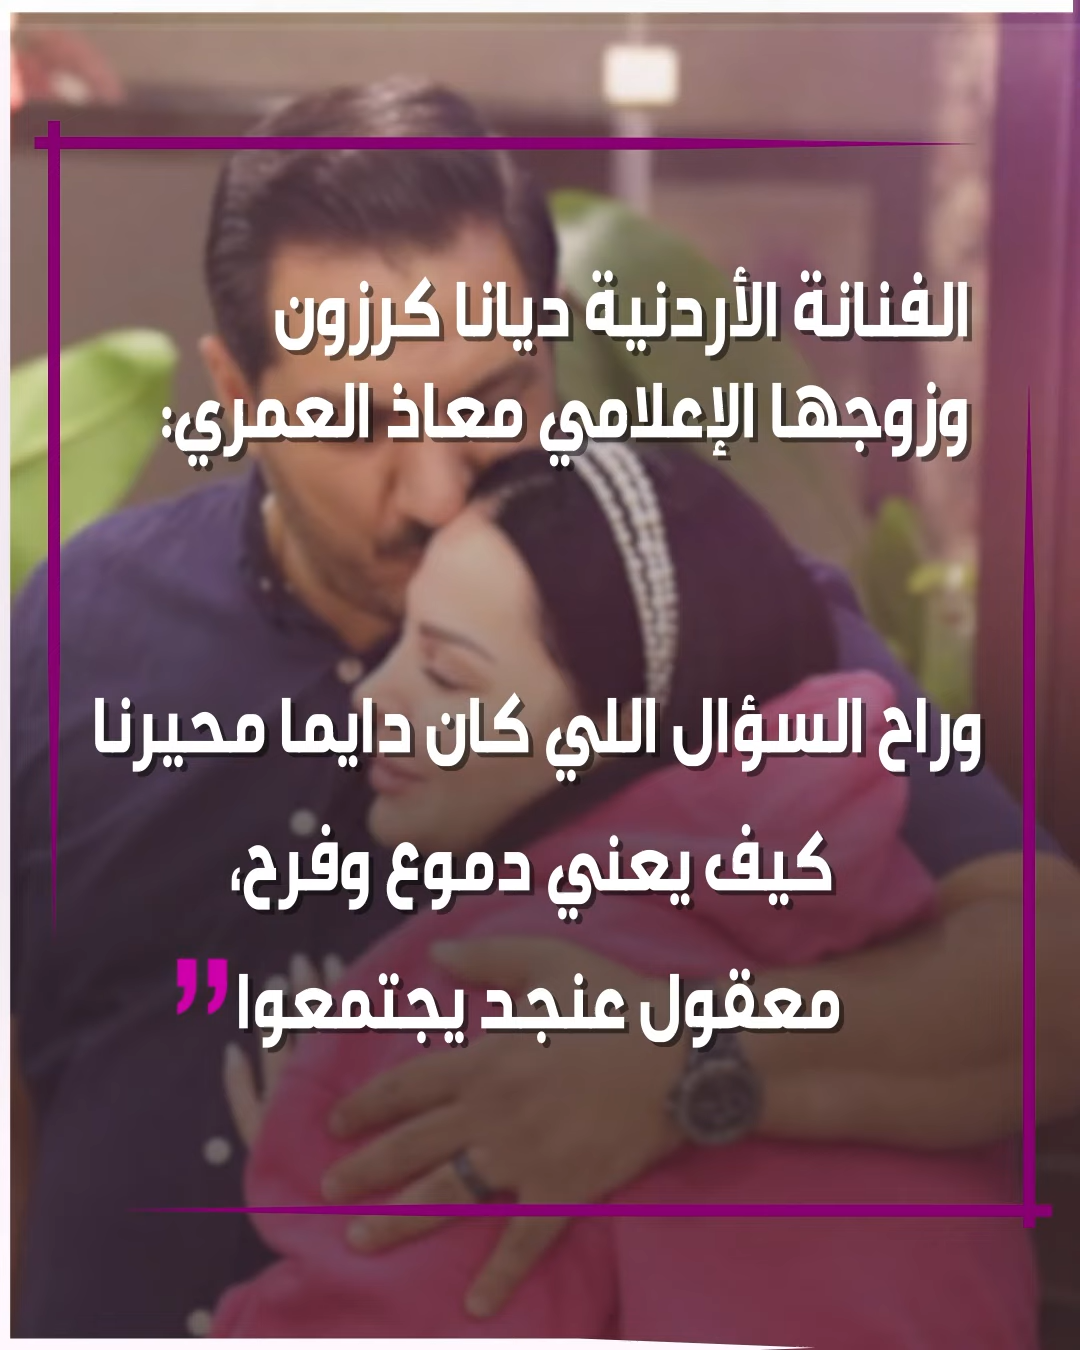 الفنانة الأردنية ديانا كرزون
وزوجها الإعلامي معاذ العمري:
وراح السؤال اللي كان دايما محيرنا
كيف يعني دموع وفرح،
معقول عنجد يجتمعوا”